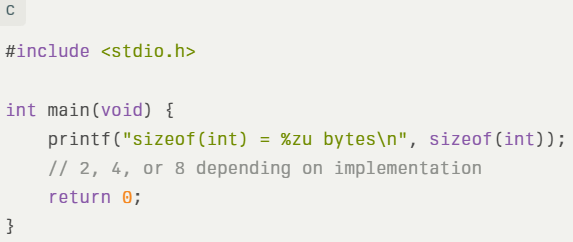 C
#include <stdio.h>
int main(void) {
    printf("sizeof(int) = %zu bytes\n", sizeof(int));
    // 2, 4, or 8 depending on implementation
    return 0;
}